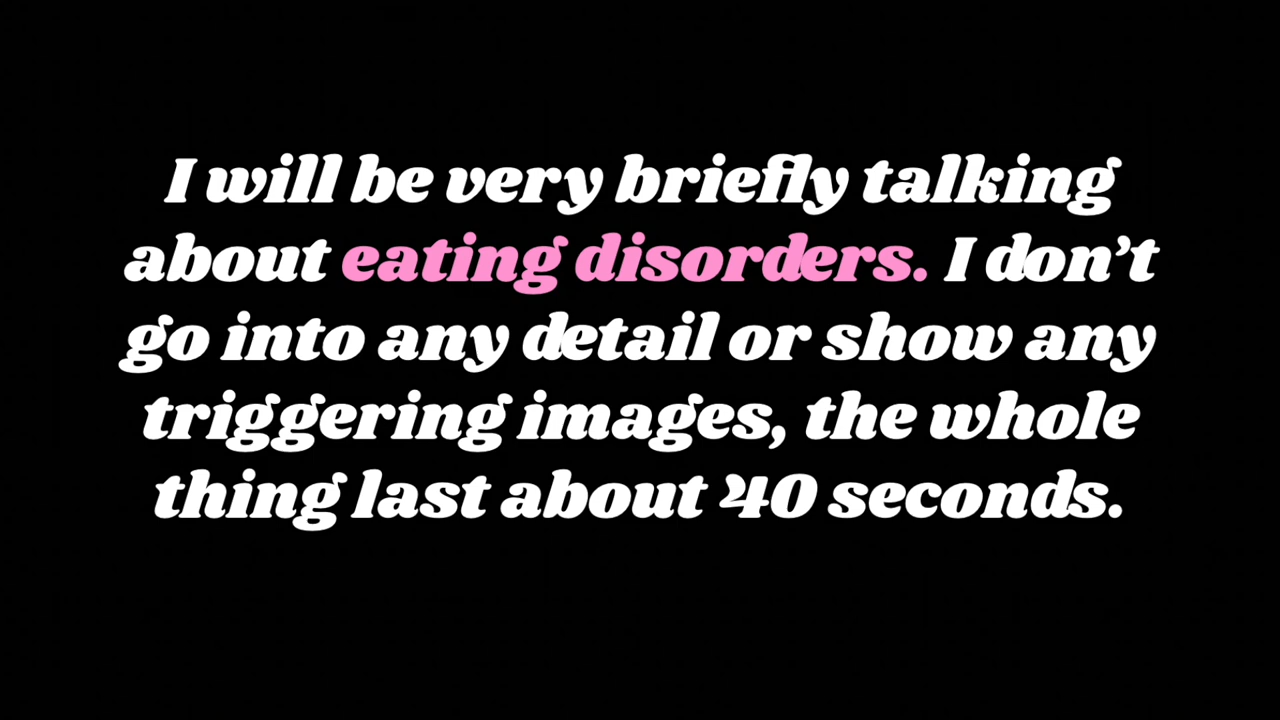 I will be very briefly talking
about eating disorders. I don’t
go into any detail or show any
triggering images, the whole
thing last about 40 seconds.